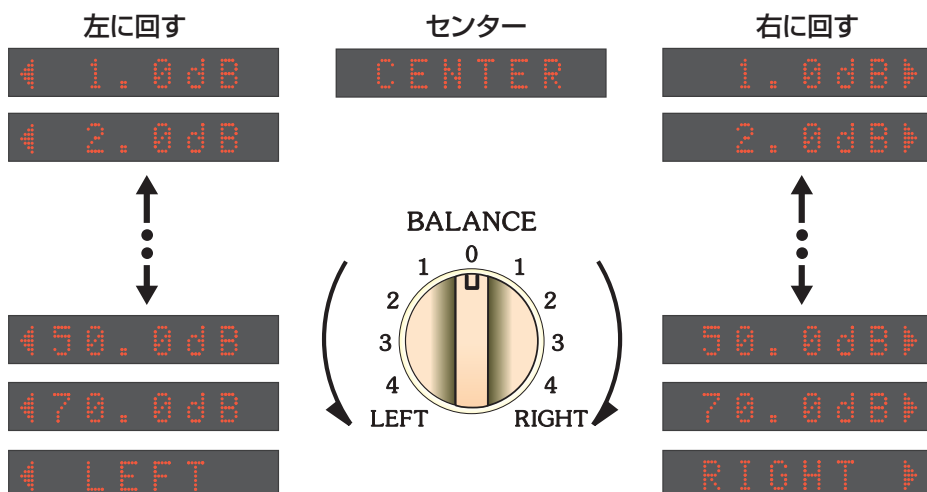 左に回す
センター
右に回す
1.0dB
CENTER
1.0dB
2.0dB
2.0dB
BALANCE
0
1 1
2 2
3 3
4 4
LEFT RIGHT
50.0dB
50.0dB
70.0dB
70.0dB
LEFT
RIGHT